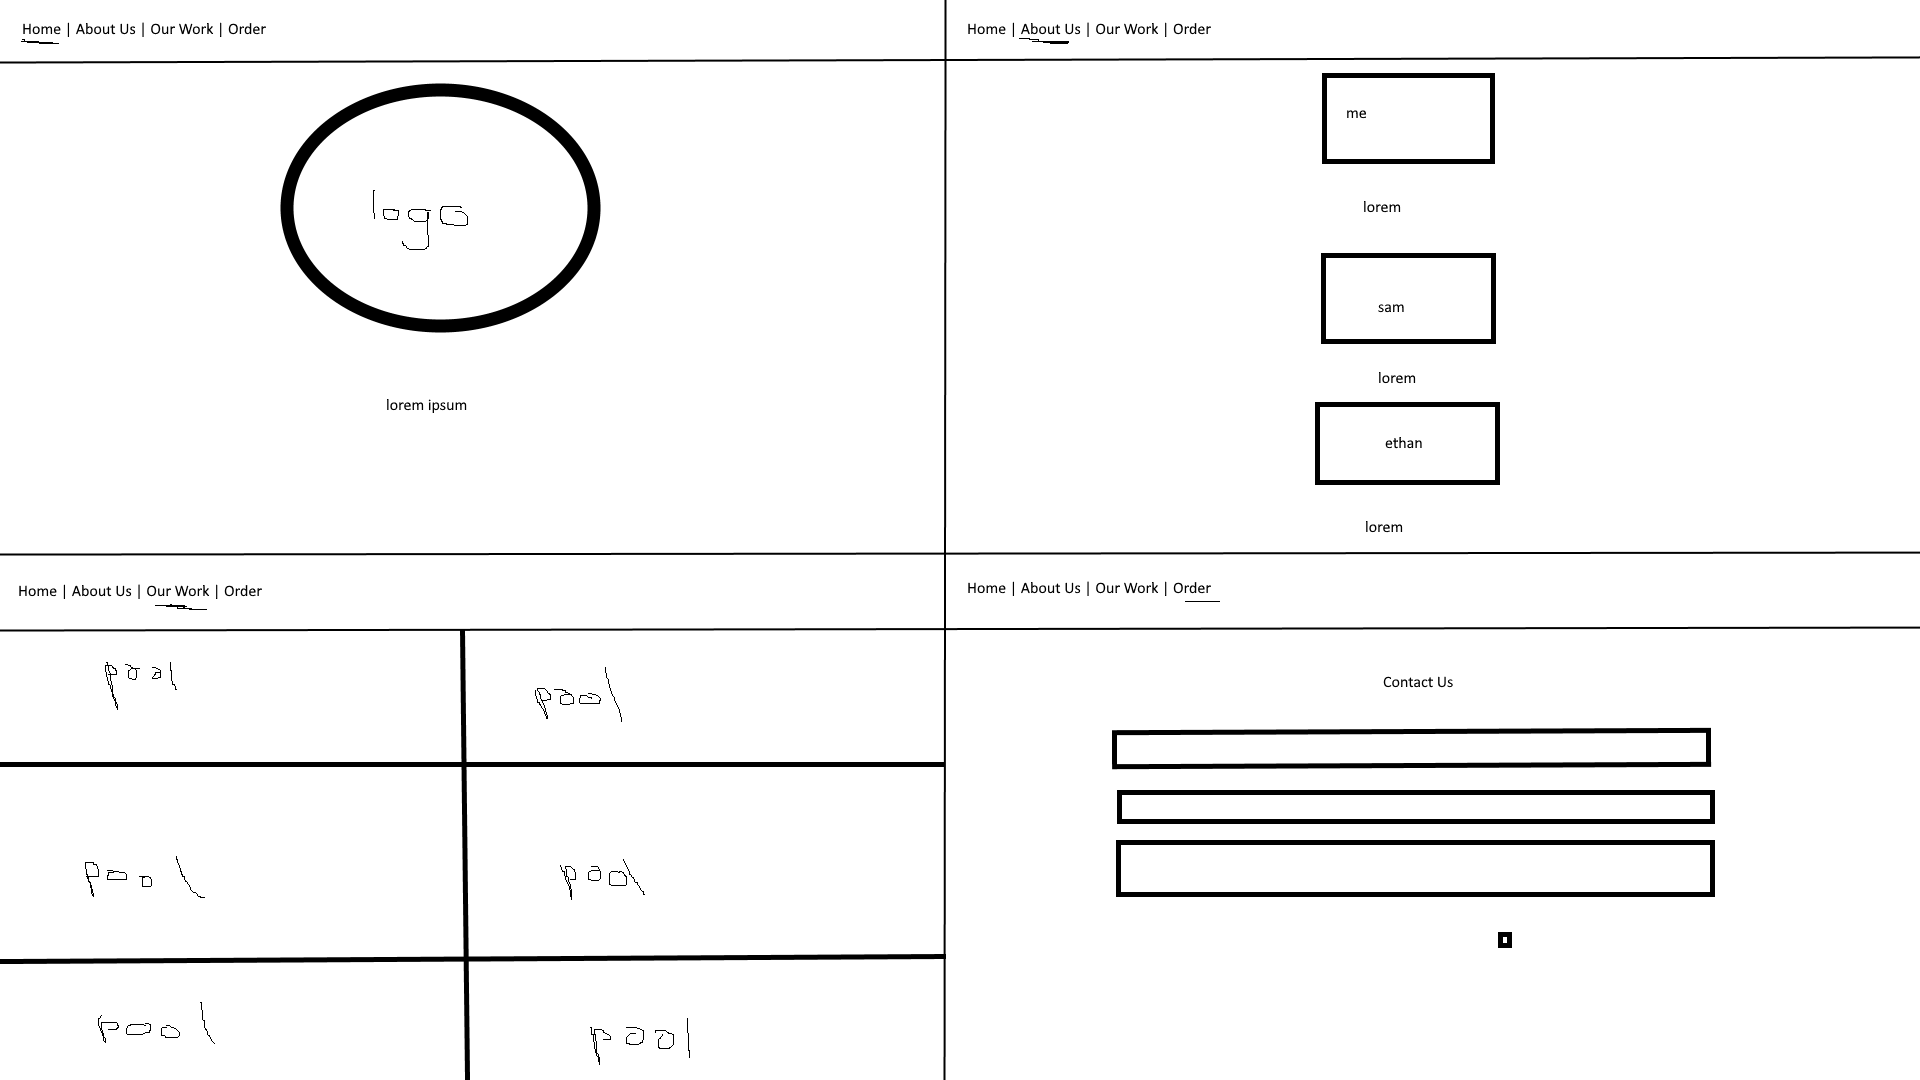 Home | About Us | Our Work | Order
logo
lorem ipsum
Home | About Us | Our Work | Order
me
lorem
sam
lorem
ethan
lorem
Home | About Us | Our Work | Order
pool
pool
pool
pool
pool
pool
Home | About Us | Our Work | Order
Contact Us